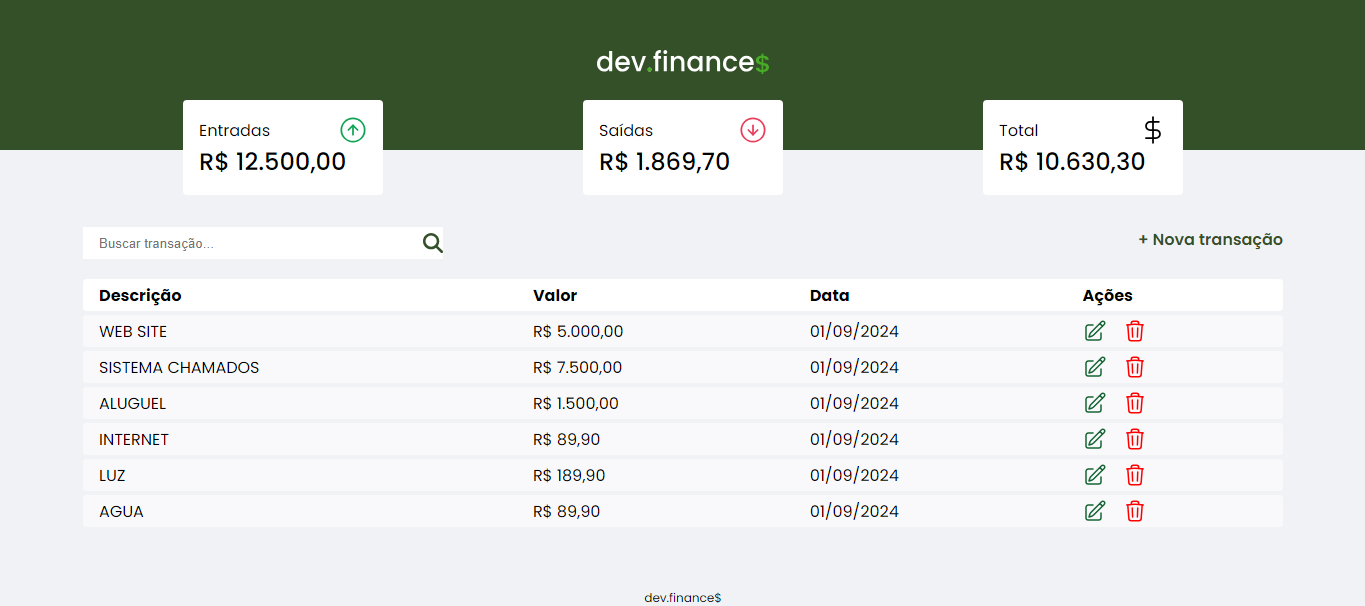 dev.finance$
Entradas
R$ 12.500,00
Saídas
R$ 1.869,70
Total
R$ 10.630,30
Buscar transação...
+ Nova transação
Descrição Valor Data Ações
WEB SITE R$ 5.000,00 01/09/2024
SISTEMA CHAMADOS R$ 7.500,00 01/09/2024
ALUGUEL R$ 1.500,00 01/09/2024
INTERNET R$ 89,90 01/09/2024
LUZ R$ 189,90 01/09/2024
AGUA R$ 89,90 01/09/2024
dev.finance$